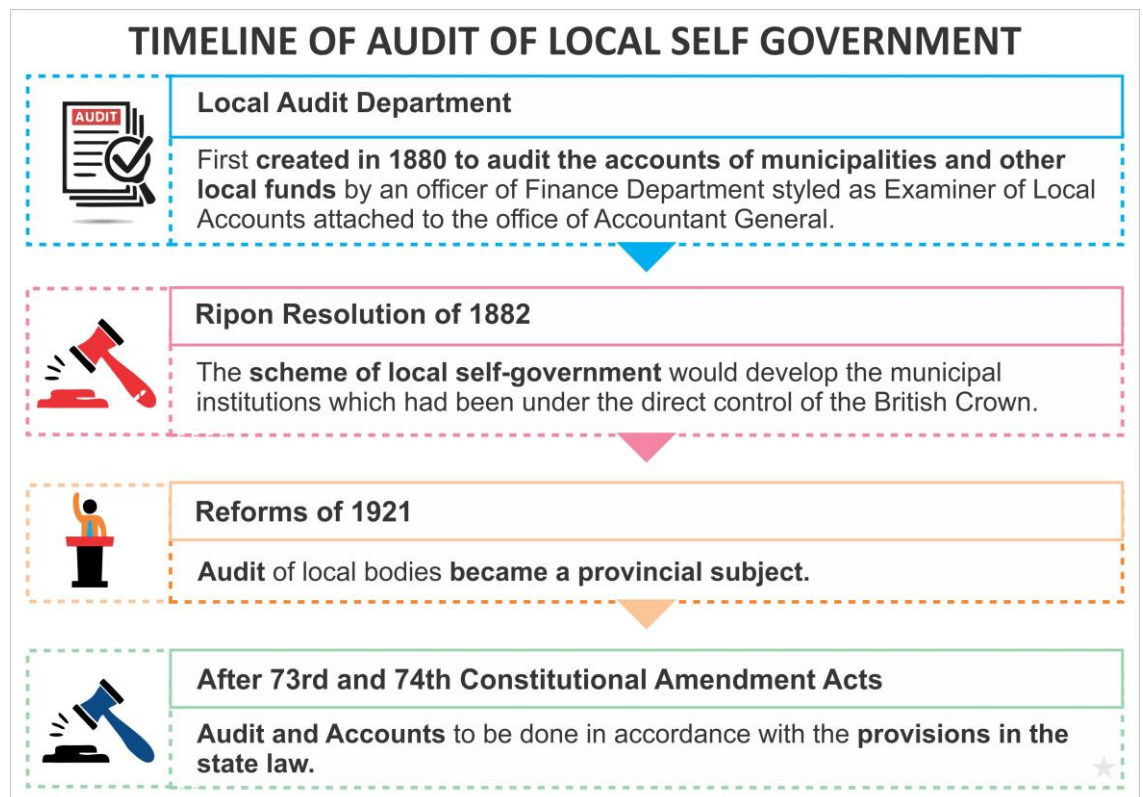 TIMELINE OF AUDIT OF LOCAL SELF GOVERNMENT
AUDIT
Local Audit Department
First created in 1880 to audit the accounts of municipalities and other
local funds by an officer of Finance Department styled as Examiner of Local
Accounts attached to the office of Accountant General.
Ripon Resolution of 1882
The scheme of local self-government would develop the municipal
institutions which had been under the direct control of the British Crown.
Reforms of 1921
Audit of local bodies became a provincial subject.
After 73rd and 74th Constitutional Amendment Acts
Audit and Accounts to be done in accordance with the provisions in the
state law.